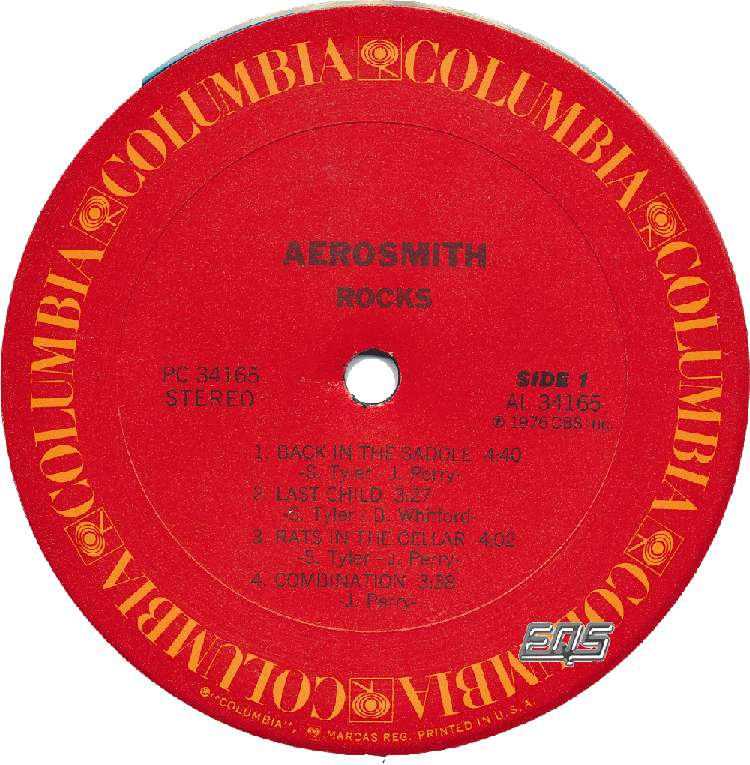 COLUMBIA COLUMBIA COLUMBIA COLUMBIA COLUMBIA COLUMBIA COLUMBIA COLUMBIA
AEROSMITH
ROCKS
PC 34165
STEREO
SIDE 1
AL 34165
℗ 1976 CBS Inc.
1. BACK IN THE SADDLE 4:40
-S. Tyler - J. Perry-
2. LAST CHILD 3:27
-S. Tyler - B. Whitford-
3. RATS IN THE CELLAR 4:02
-S. Tyler - J. Perry-
4. COMBINATION 3:38
-J. Perry-
EAS
"COLUMBIA", MARCAS REG. PRINTED IN U.S.A.